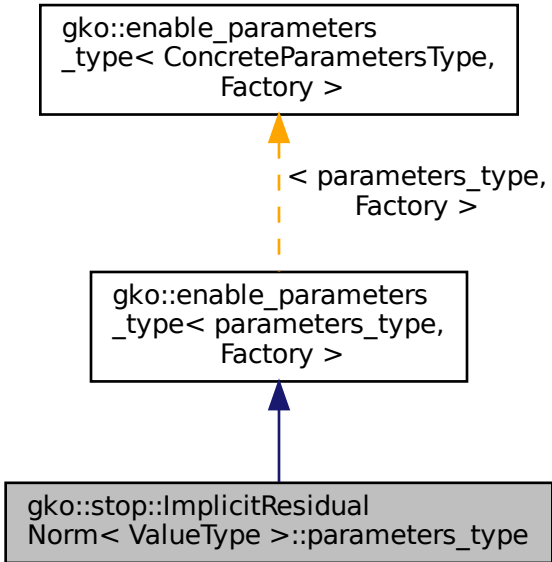 gko::enable_parameters
_type< ConcreteParametersType,
Factory >
< parameters_type,
Factory >
gko::enable_parameters
_type< parameters_type,
Factory >
gko::stop::ImplicitResidual
Norm< ValueType >::parameters_type